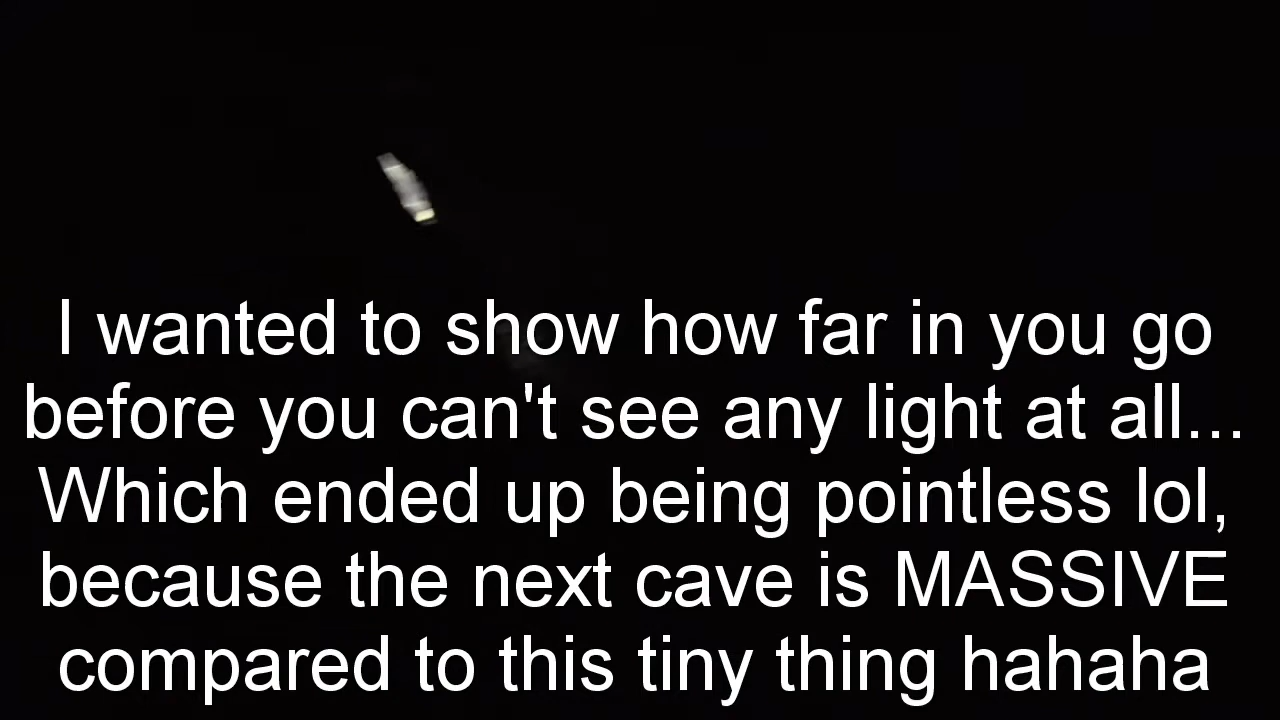 I wanted to show how far in you go
before you can't see any light at all...
Which ended up being pointless lol,
because the next cave is MASSIVE
compared to this tiny thing hahaha